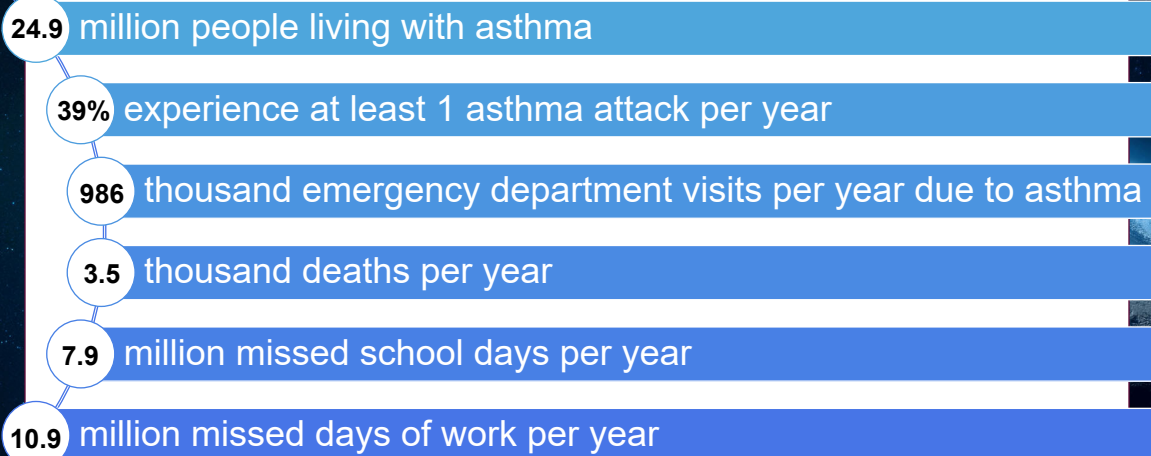 24.9 million people living with asthma
39% experience at least 1 asthma attack per year
986 thousand emergency department visits per year due to asthma
3.5 thousand deaths per year
7.9 million missed school days per year
10.9 million missed days of work per year